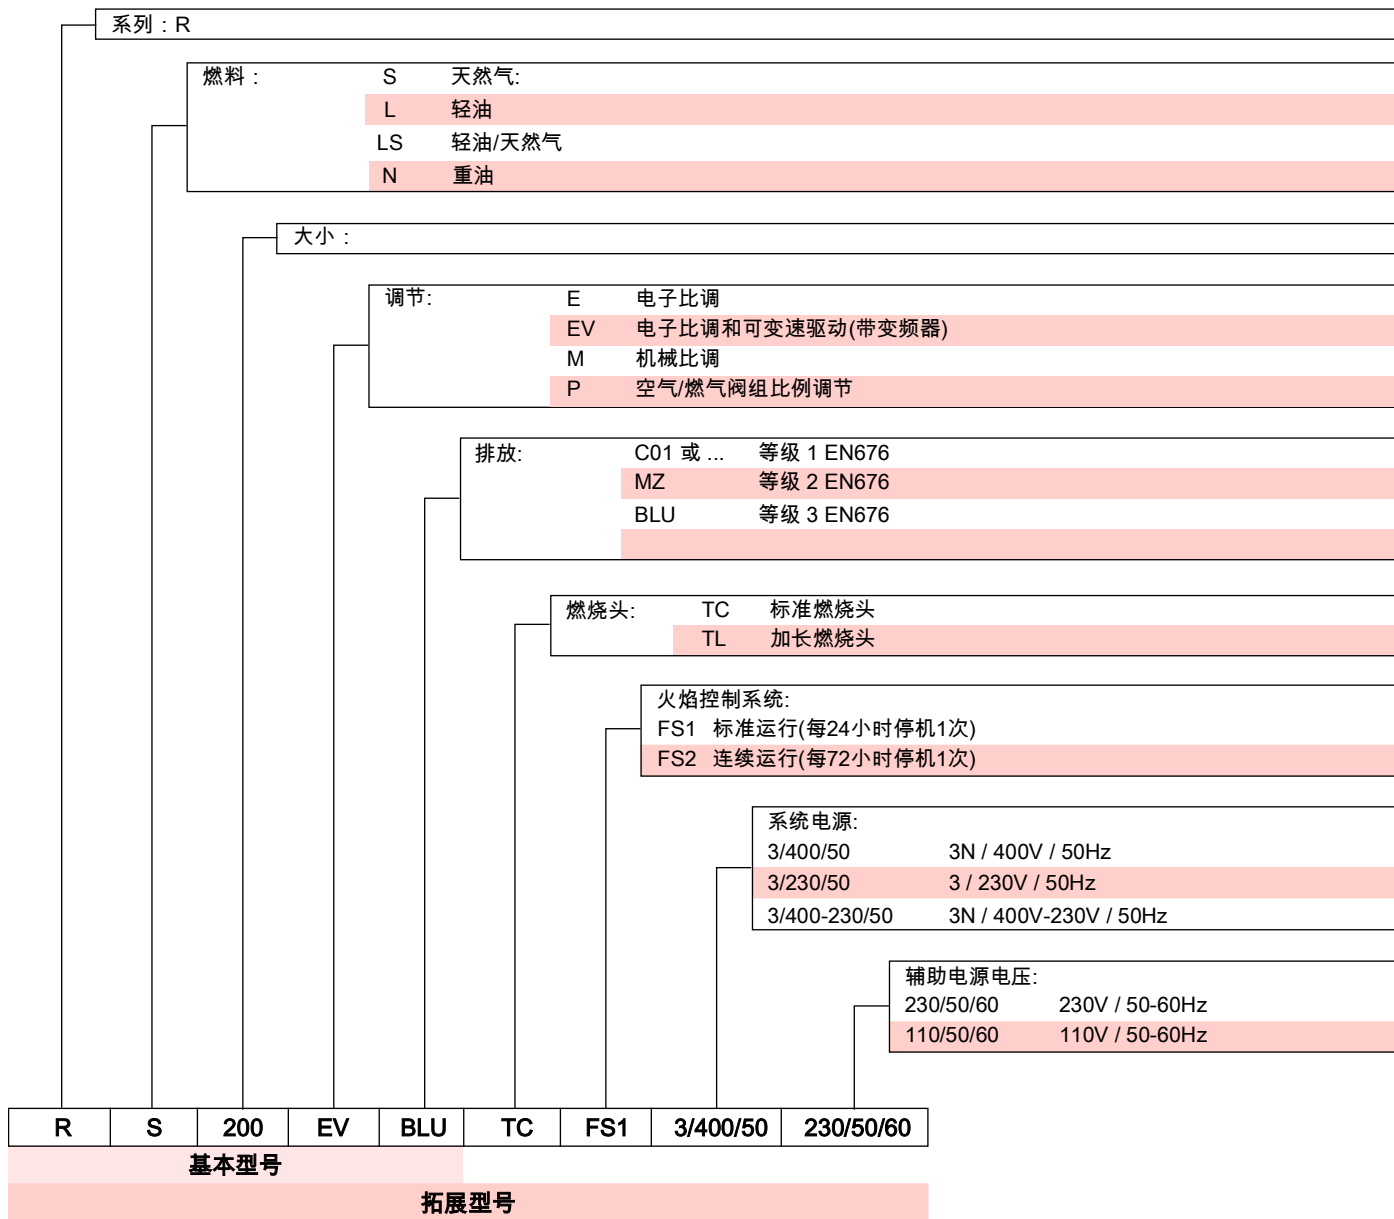 系列：R
燃料： S 天然气:
L 轻油
LS 轻油/天然气
N 重油
大小：
调节: E 电子比调
EV 电子比调和可变速驱动(带变频器)
M 机械比调
P 空气/燃气阀组比例调节
排放: C01 或 ... 等级 1 EN676
MZ 等级 2 EN676
BLU 等级 3 EN676
燃烧头: TC 标准燃烧头
TL 加长燃烧头
火焰控制系统:
FS1 标准运行(每24小时停机1次)
FS2 连续运行(每72小时停机1次)
系统电源:
3/400/50 3N / 400V / 50Hz
3/230/50 3 / 230V / 50Hz
3/400-230/50 3N / 400V-230V / 50Hz
辅助电源电压:
230/50/60 230V / 50-60Hz
110/50/60 110V / 50-60Hz
R S 200 EV BLU TC FS1 3/400/50 230/50/60
基本型号
拓展型号